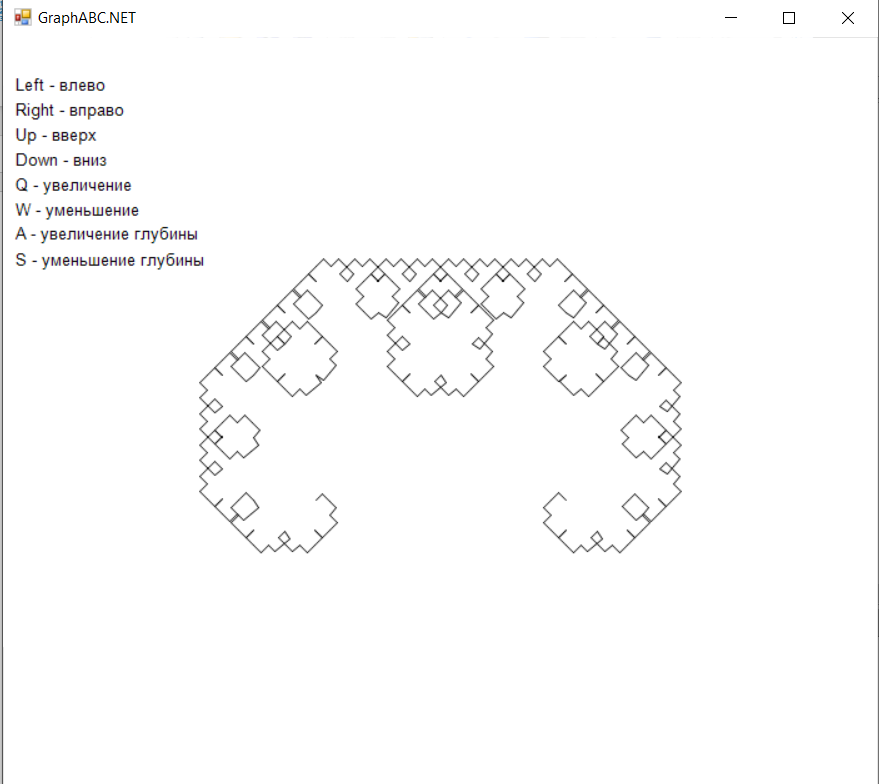 GraphABC.NET
Left - влево
Right - вправо
Up - вверх
Down - вниз
Q - увеличение
W - уменьшение
A - увеличение глубины
S - уменьшение глубины